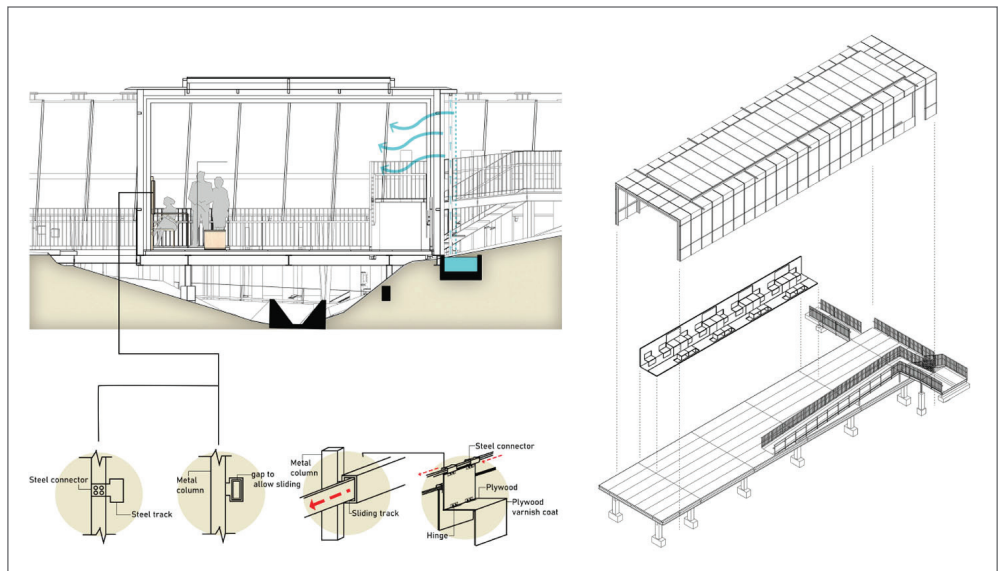 Steel connector
Steel track
Metal
column
gap to
allow sliding
Metal
column
Sliding track
Steel connector
Plywood
Plywood
varnish coat
Hinge